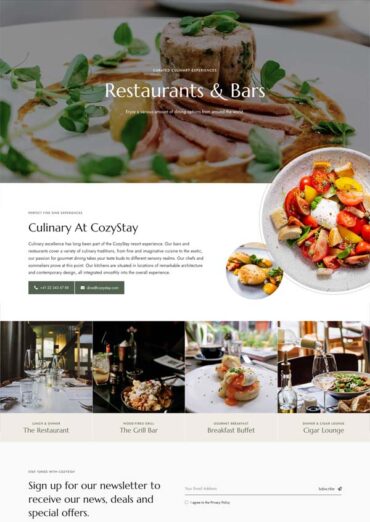 CURATED CULINARY EXPERIENCES
Restaurants & Bars
Enjoy a various amount of dining options from around the world.
PERFECT FOR DINE EXPERIENCES
Culinary At CozyStay
Culinary excellence has long been part of the CozyStay resort experience. Our bars and
restaurants cover a variety of culinary traditions, from fine and imaginative cuisine to the exotic,
our passion for gourmet dining takes your taste buds to different sensory realms. Our chefs and
sommeliers prove at this point. Our kitchens are situated in locations of remarkable architecture
and contemporary design, all integrated smoothly into the overall experience.
+41 22 345 67 88
dine@cozystay.com
LUNCH & DINNER
The Restaurant
WOOD FIRED GRILL
The Grill Bar
GOURMET BREAKFAST
Breakfast Buffet
DINNER & CIGAR LOUNGE
Cigar Lounge
STAY TUNED WITH COZYSTAY
Sign up for our newsletter to
receive our news, deals and
special offers.
Your Email Address
Subscribe
I agree to the Privacy Policy